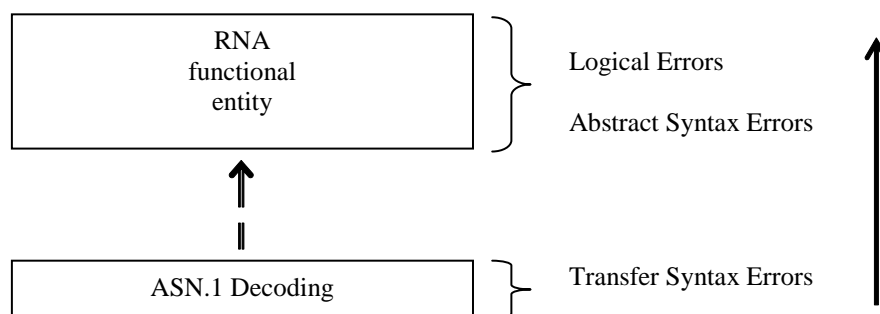 RNA
functional
entity
Logical Errors
Abstract Syntax Errors
ASN.1 Decoding
Transfer Syntax Errors